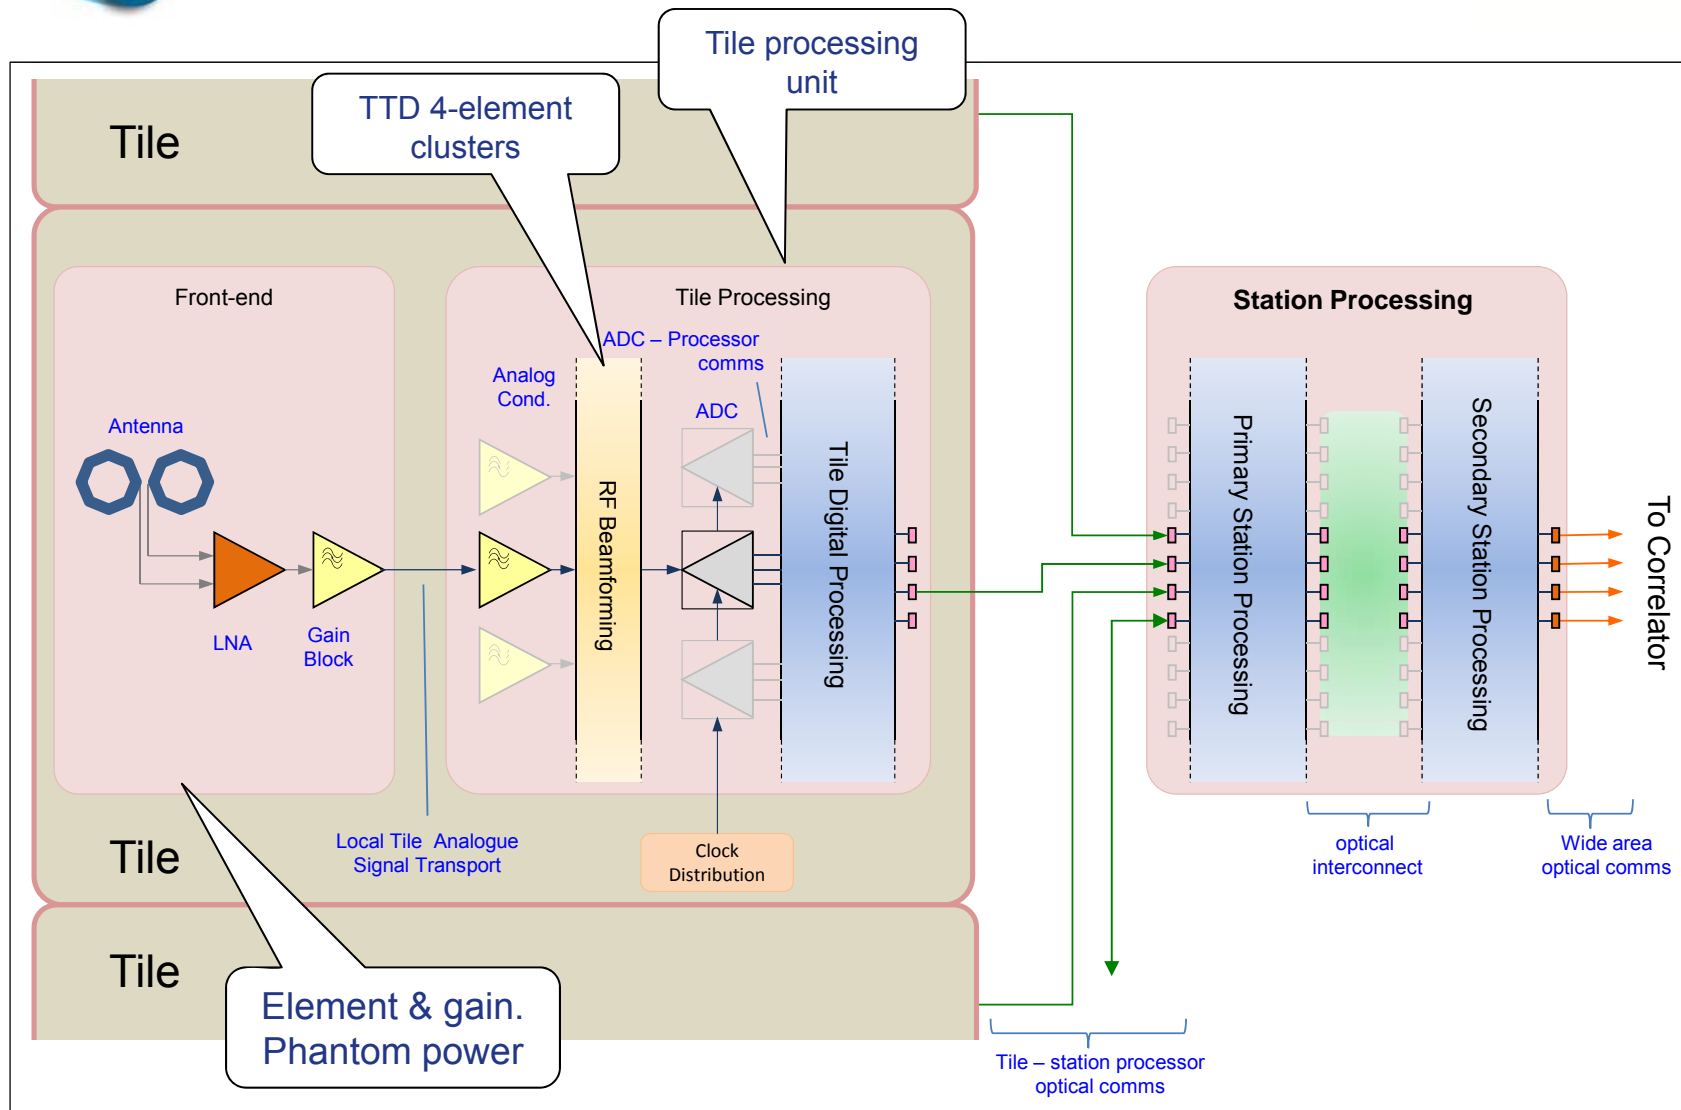 Tile processing
unit
TTD 4-element
clusters
Tile
Front-end
Tile Processing
Station Processing
ADC – Processor
comms
Analog
Cond.
ADC
Antenna
RF Beamforming
Tile Digital Processing
Primary Station Processing
Secondary Station Processing
To Correlator
LNA
Gain
Block
Local Tile  Analogue
Signal Transport
Clock
Distribution
optical
interconnect
Wide area
optical comms
Tile
Tile
Element & gain.
Phantom power
Tile – station processor
optical comms